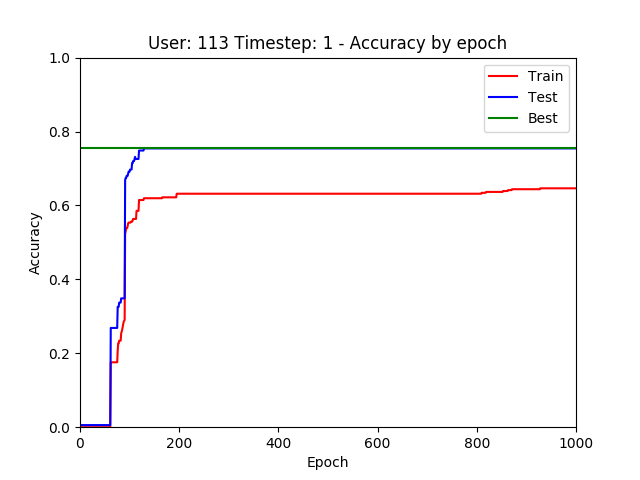 User: 113 Timestep: 1 - Accuracy by epoch
1.0
0.8
0.6
0.4
0.2
0.0
Accuracy
Train
Test
Best
0 200 400 600 800 1000
Epoch